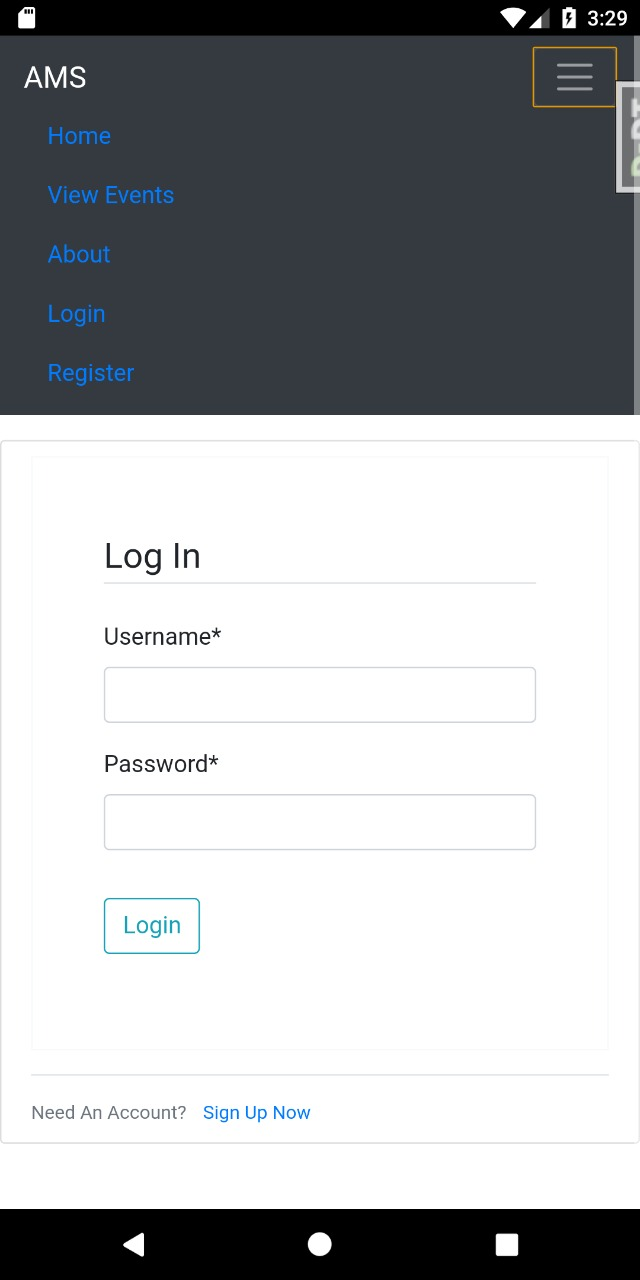 3:29
AMS
Home
View Events
About
Login
Register
Log In
Username*
Password*
Login
Need An Account? Sign Up Now